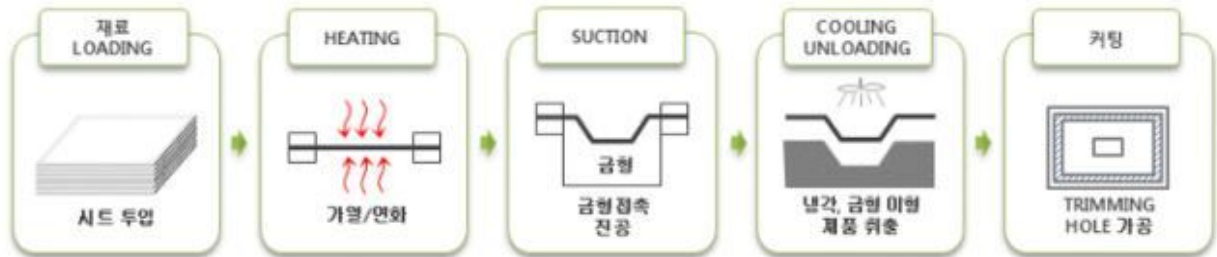 재료
LOADING
HEATING
SUCTION
COOLING
UNLOADING
커팅
금형
시트 투입
가열/연화
금형접촉
진공
냉각, 금형 이형
제품 취출
TRIMMING
HOLE 가공